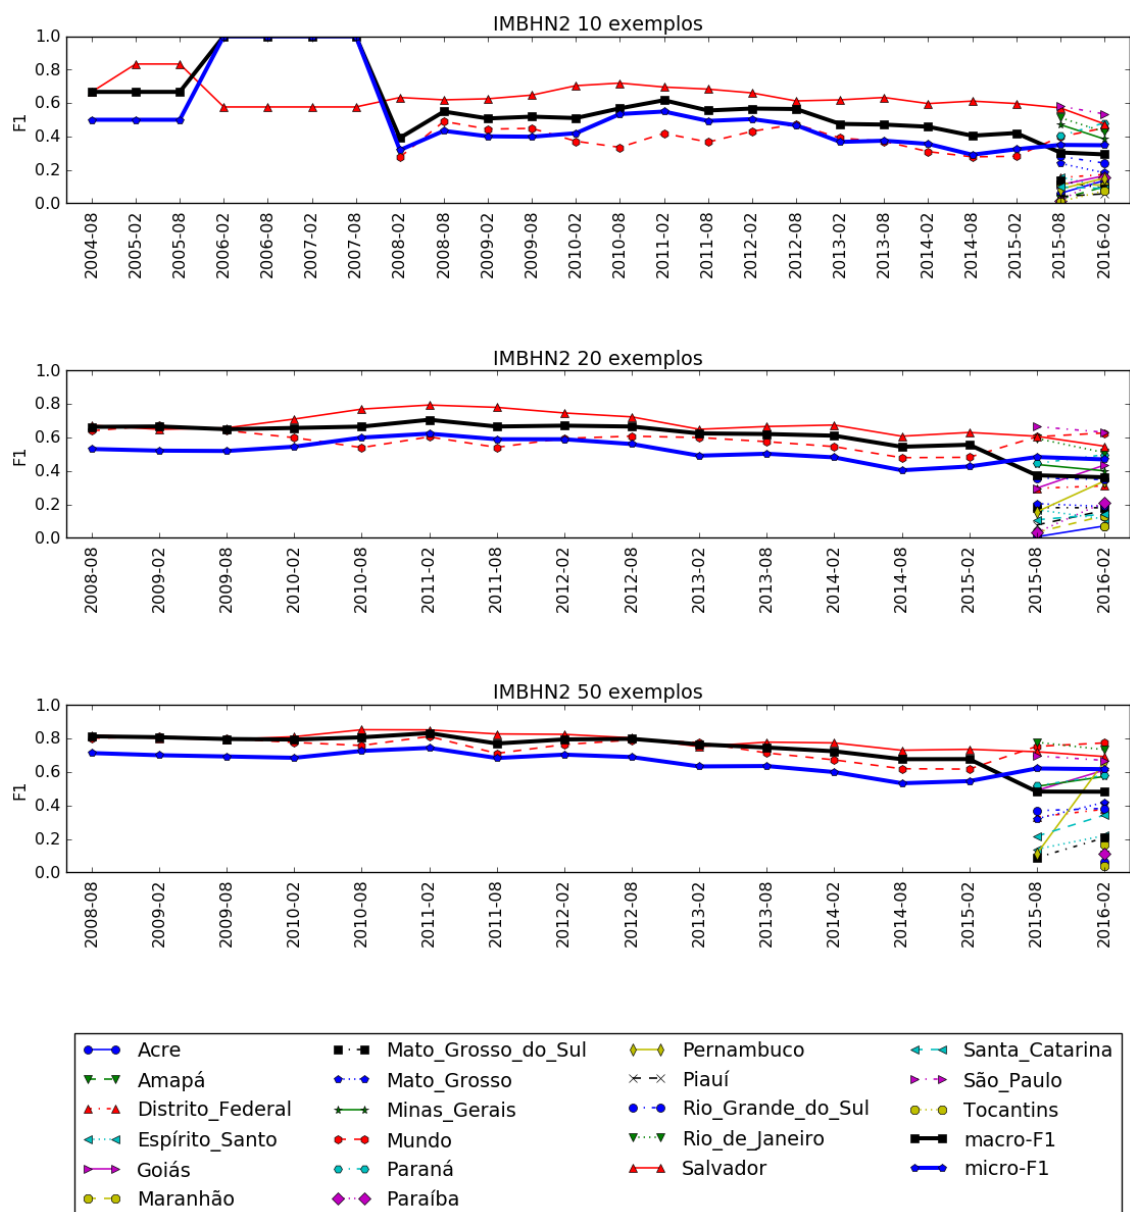 IMBHN2 10 exemplos
F1
1.0
0.8
0.6
0.4
0.2
0.0
2004-08
2005-02
2005-08
2006-02
2006-08
2007-02
2007-08
2008-02
2008-08
2009-02
2009-08
2010-02
2010-08
2011-02
2011-08
2012-02
2012-08
2013-02
2013-08
2014-02
2014-08
2015-02
2015-08
2016-02
IMBHN2 20 exemplos
F1
1.0
0.8
0.6
0.4
0.2
0.0
2008-08
2009-02
2009-08
2010-02
2010-08
2011-02
2011-08
2012-02
2012-08
2013-02
2013-08
2014-02
2014-08
2015-02
2015-08
2016-02
IMBHN2 50 exemplos
F1
1.0
0.8
0.6
0.4
0.2
0.0
2008-08
2009-02
2009-08
2010-02
2010-08
2011-02
2011-08
2012-02
2012-08
2013-02
2013-08
2014-02
2014-08
2015-02
2015-08
2016-02
Acre
Amapá
Distrito_Federal
Espírito_Santo
Goiás
Maranhão
Mato_Grosso_do_Sul
Mato_Grosso
Minas_Gerais
Mundo
Paraná
Paraíba
Pernambuco
Piauí
Rio_Grande_do_Sul
Rio_de_Janeiro
Salvador
Santa_Catarina
São_Paulo
Tocantins
macro-F1
micro-F1